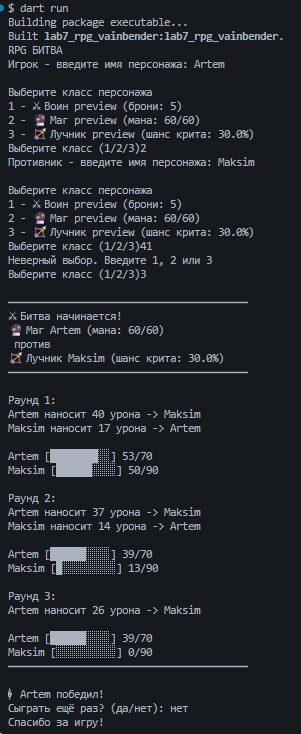 $ dart run
Building package executable...
Built lab7_rpg_vainbender:lab7_rpg_vainbender.
RPG БИТВА
Игрок - введите имя персонажа: Artem

Выберите класс персонажа
1 - ⚔ Воин preview (брони: 5)
2 - 🔮 Маг preview (мана: 60/60)
3 - 🏹 Лучник preview (шанс крита: 30.0%)
Выберите класс (1/2/3)2
Противник - введите имя персонажа: Maksim

Выберите класс персонажа
1 - ⚔ Воин preview (брони: 5)
2 - 🔮 Маг preview (мана: 60/60)
3 - 🏹 Лучник preview (шанс крита: 30.0%)
Выберите класс (1/2/3)41
Неверный выбор. Введите 1, 2 или 3
Выберите класс (1/2/3)3

⚔ Битва начинается!
🔮 Маг Artem (мана: 60/60)
против
🏹 Лучник Maksim (шанс крита: 30.0%)

Раунд 1:
Artem наносит 40 урона -> Maksim
Maksim наносит 17 урона -> Artem

Artem [████████░░] 53/70
Maksim [██████░░░░] 50/90

Раунд 2:
Artem наносит 37 урона -> Maksim
Maksim наносит 14 урона -> Artem

Artem [██████░░░░] 39/70
Maksim [█░░░░░░░░░] 13/90

Раунд 3:
Artem наносит 26 урона -> Maksim

Artem [██████░░░░] 39/70
Maksim [░░░░░░░░░░] 0/90

Artem победил!
Сыграть ещё раз? (да/нет): нет
Спасибо за игру!